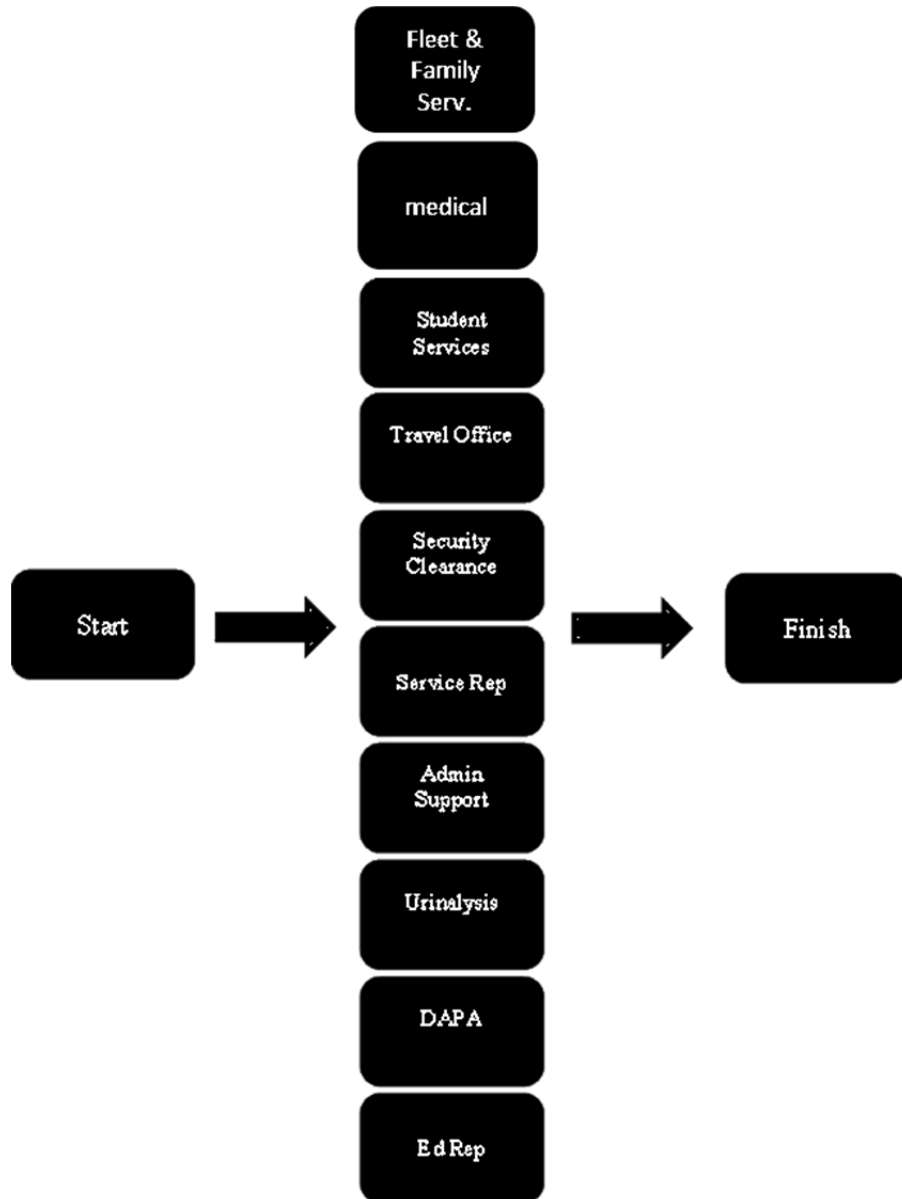 Fleet &
Family
Serv.
medical
Student
Services
Travel Office
Security
Clearance
Start
Finish
Service Rep
Admin
Support
Urinalysis
DAPA
Ed Rep